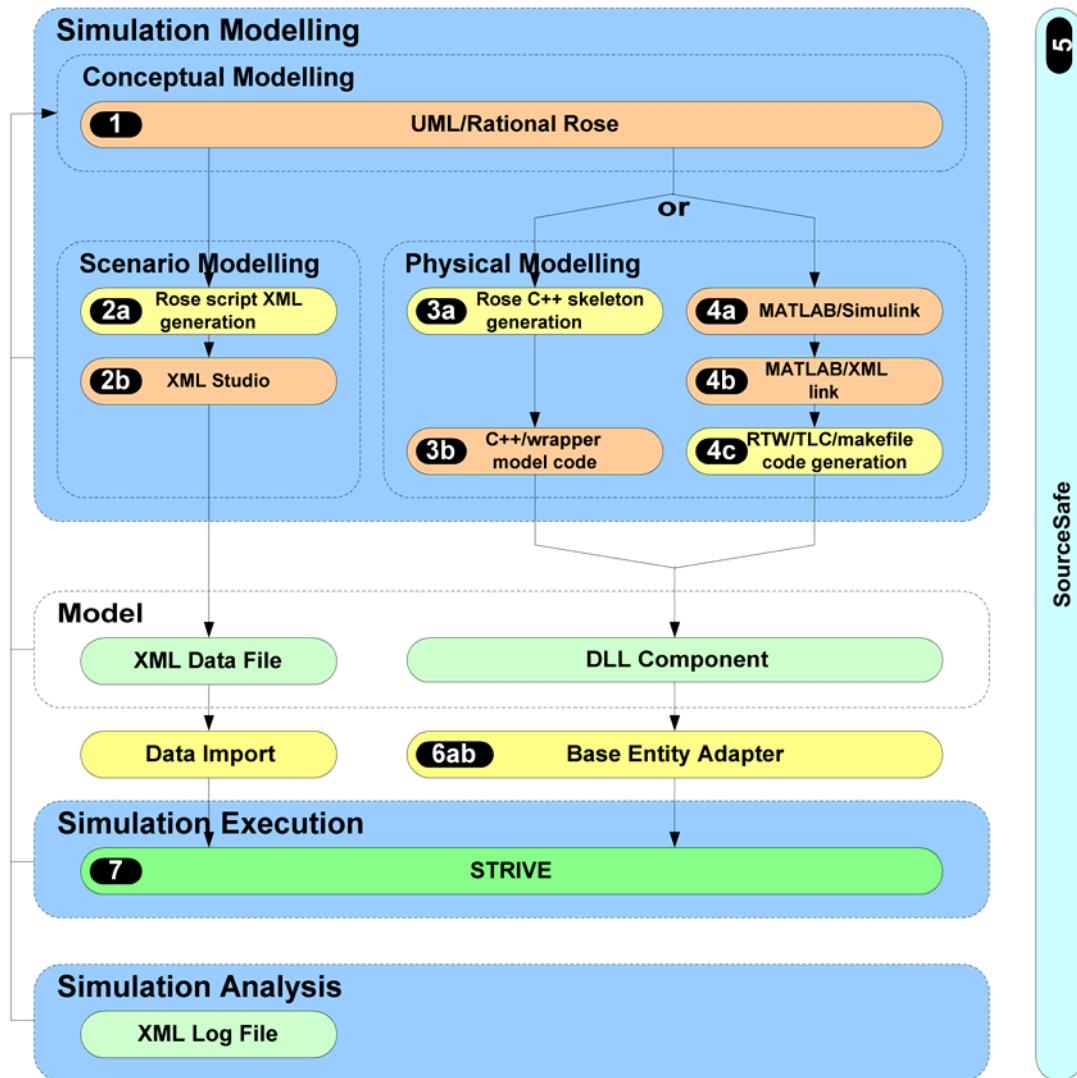 Simulation Modelling
Conceptual Modelling
1
UML/Rational Rose
or
Scenario Modelling
2a
Rose script XML
generation
2b
XML Studio
Physical Modelling
3a
Rose C++ skeleton
generation
3b
C++/wrapper
model code
4a
MATLAB/Simulink
4b
MATLAB/XML
link
4c
RTW/TLC/makefile
code generation
Model
XML Data File
DLL Component
Data Import
6ab
Base Entity Adapter
Simulation Execution
7
STRIVE
Simulation Analysis
XML Log File
5
SourceSafe